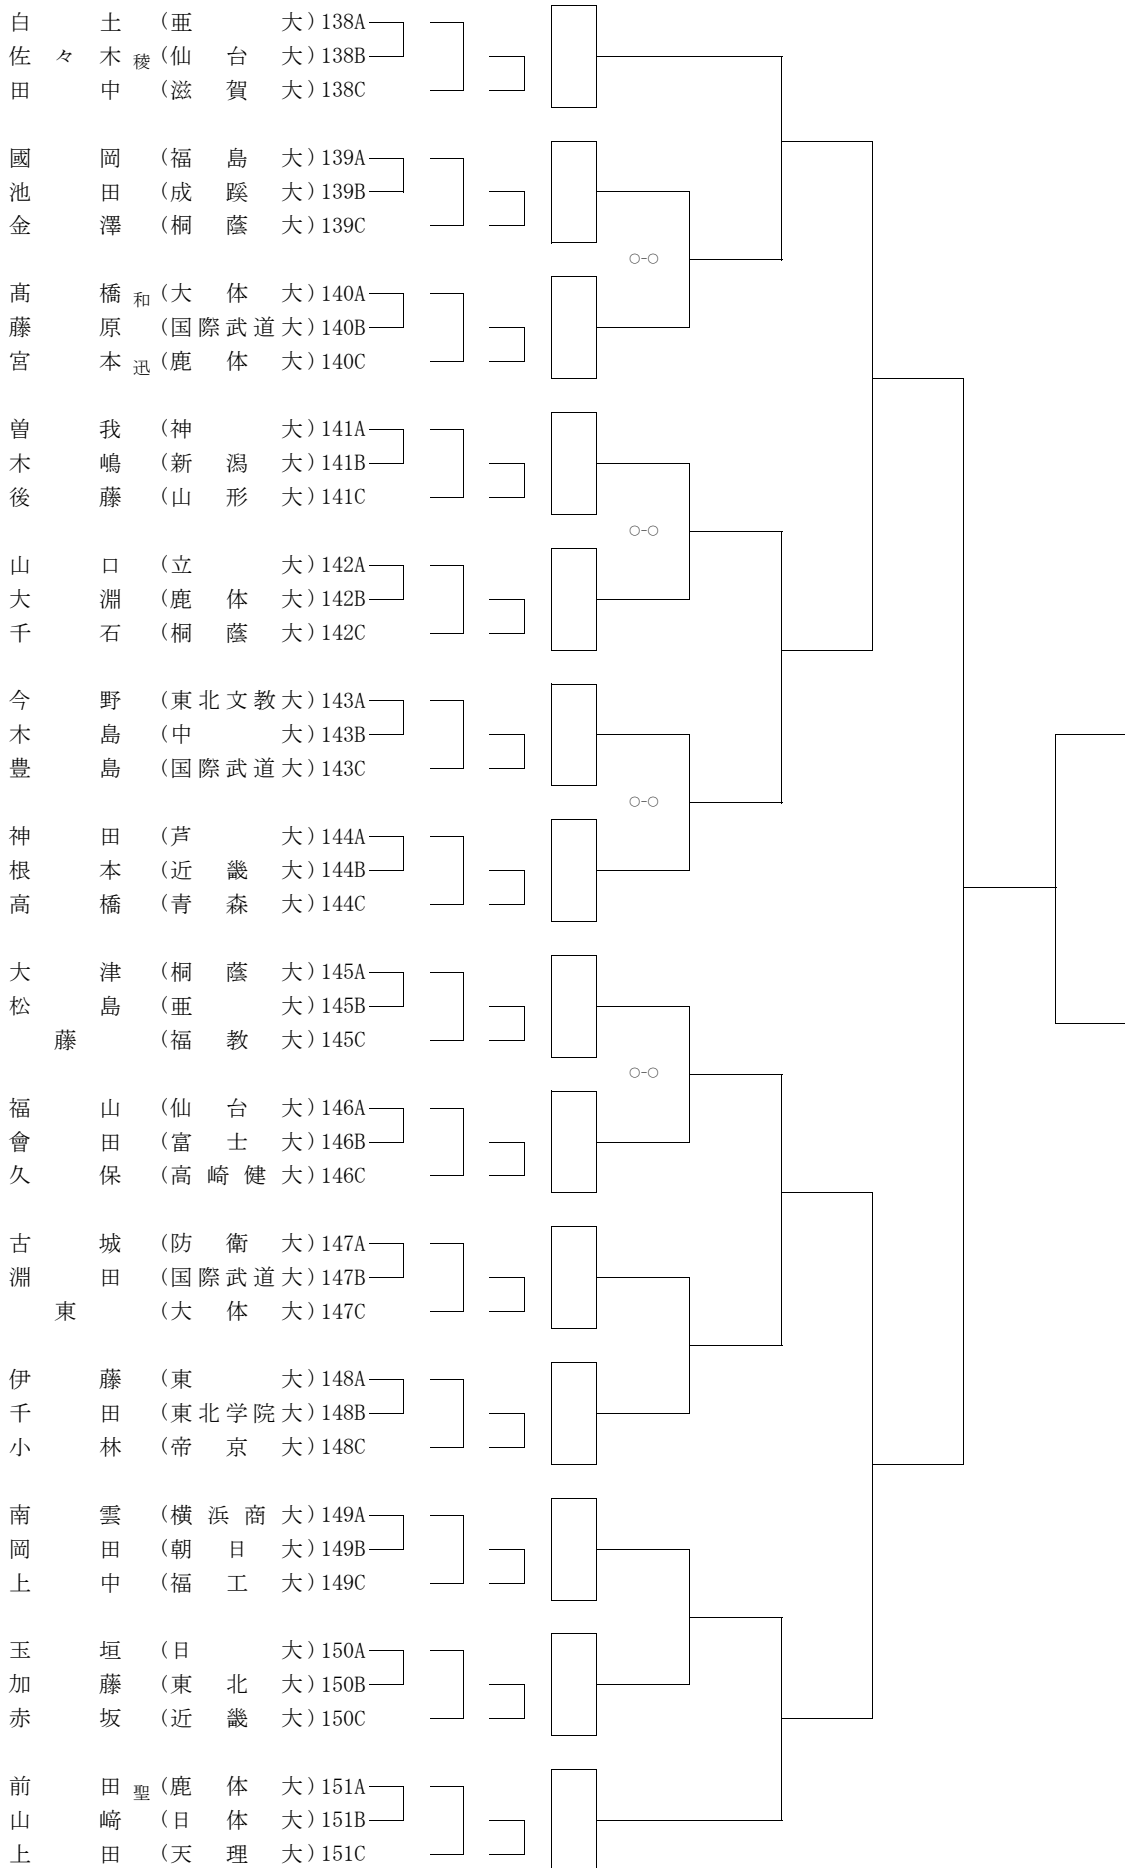 白土 (亜大)138A
佐々木稜(仙台大)138B
田中 (滋賀大)138C
國岡 (福島大)139A
池田 (成蹊大)139B
金澤 (桐蔭大)139C
○-○
髙橋和(大体大)140A
藤原 (国際武道大)140B
宮本迅(鹿体大)140C
曽我 (神大)141A
木嶋 (新潟大)141B
後藤 (山形大)141C
○-○
山口 (立大)142A
大淵 (鹿体大)142B
千石 (桐蔭大)142C
今野 (東北文教大)143A
木島 (中大)143B
豊島 (国際武道大)143C
○-○
神田 (芦大)144A
根本 (近畿大)144B
高橋 (青森大)144C
大津 (桐蔭大)145A
松島 (亜大)145B
藤 (福教大)145C
○-○
福山 (仙台大)146A
會田 (富士大)146B
久保 (高崎健大)146C
古城 (防衛大)147A
淵田 (国際武道大)147B
東 (大体大)147C
伊藤 (東大)148A
千田 (東北学院大)148B
小林 (帝京大)148C
南雲 (横浜商大)149A
岡田 (朝日大)149B
上中 (福工大)149C
玉垣 (日大)150A
加藤 (東北大)150B
赤坂 (近畿大)150C
前田聖(鹿体大)151A
山﨑 (日体大)151B
上田 (天理大)151C